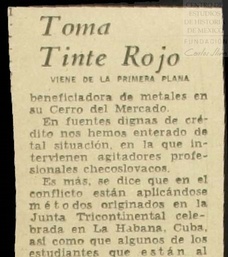 Toma
Tinte Rojo
VIENE DE LA PRIMERA PLANA
beneficiadora de metales en
su Cerro del Mercado.
En fuentes dignas de cré-
dito nos hemos enterado de
tal situación, en la que in-
tervienen agitadores profe-
sionales checoslovacos.
Es más, se dice que en el
conflicto están aplicándose
métodos originados en la
Junta Tricontinental cele-
brada en La Habana, Cuba,
así como que algunos de los
estudiantes que están al